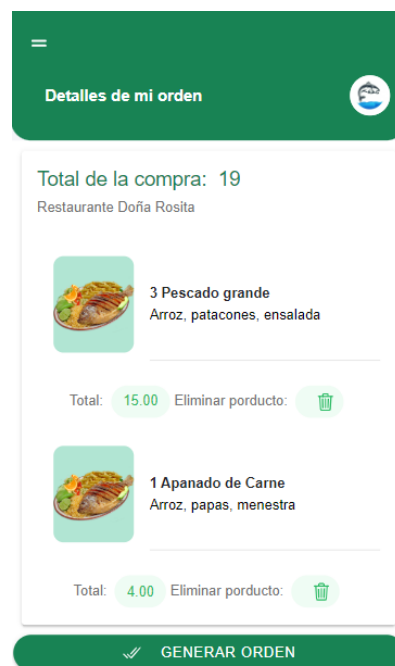 Detalles de mi orden
Total de la compra: 19
Restaurante Doña Rosita
3 Pescado grande
Arroz, patacones, ensalada
Total: 15.00 Eliminar porducto:
1 Apanado de Carne
Arroz, papas, menestra
Total: 4.00 Eliminar porducto:
GENERAR ORDEN